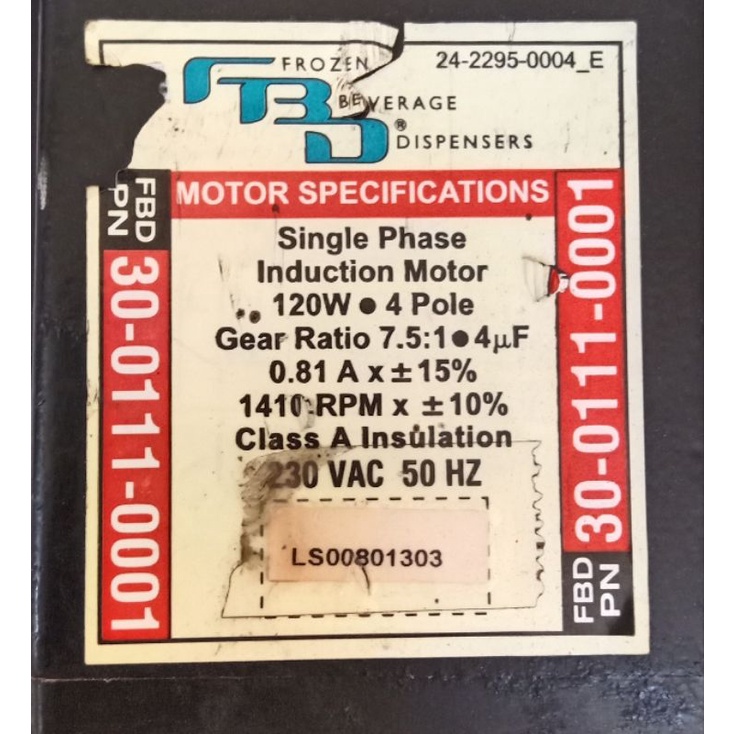 FBD
FROZEN
BEVERAGE
DISPENSERS
®
24-2295-0004_E
MOTOR SPECIFICATIONS
Single Phase
Induction Motor
120W ● 4 Pole
Gear Ratio 7.5:1 ● 4µF
0.81 A x ± 15%
1410 RPM x ± 10%
Class A Insulation
230 VAC 50 HZ
LS00801303
FBD
PN
30-0111-0001
FBD
PN
30-0111-0001